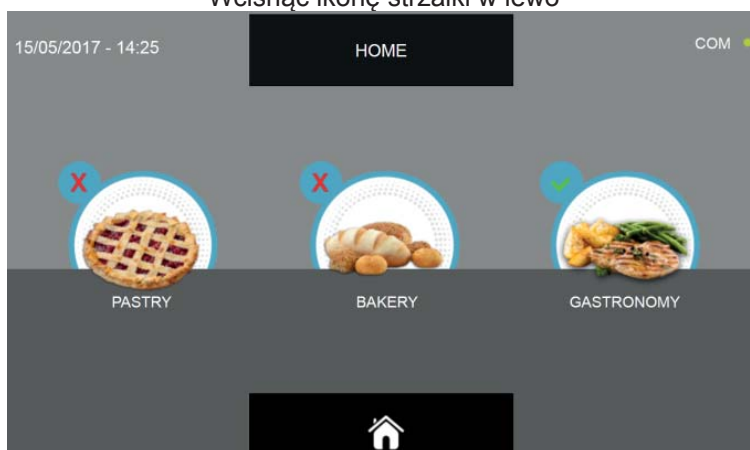 Wcisnąć ikonę strzałki w lewo
15/05/2017 - 14:25
HOME
COM
X
X
PASTRY
BAKERY
GASTRONOMY